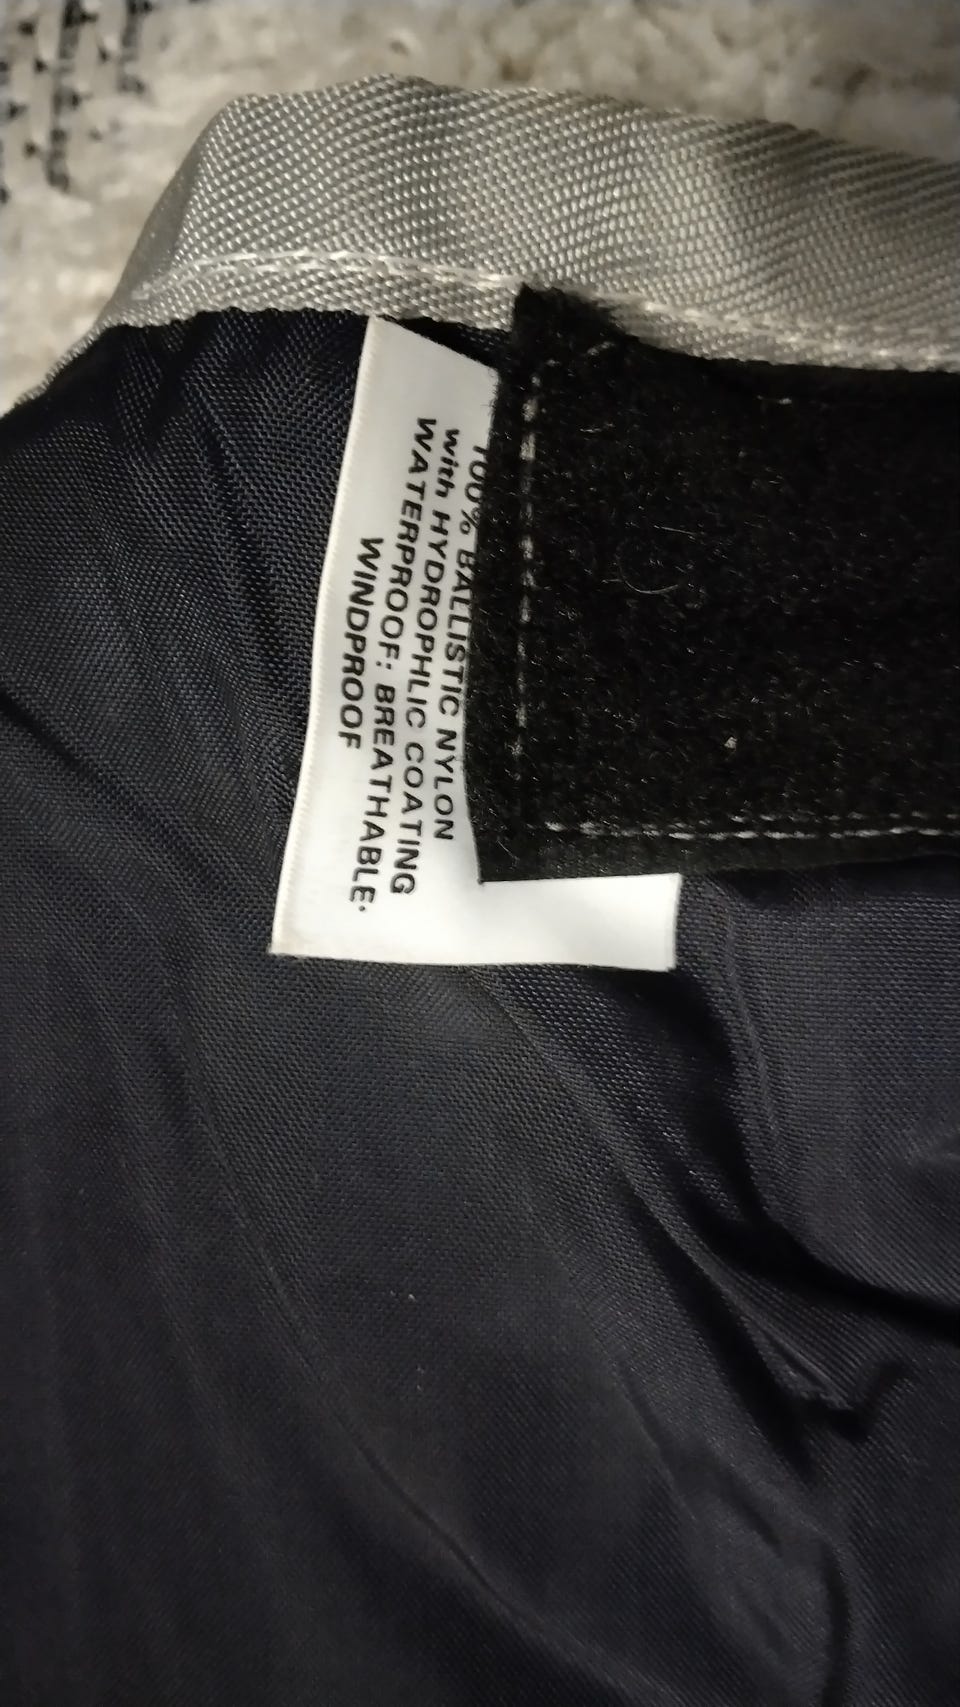 100% BALLISTIC NYLON
with HYDROPHLIC COATING
WATERPROOF: BREATHABLE·
WINDPROOF